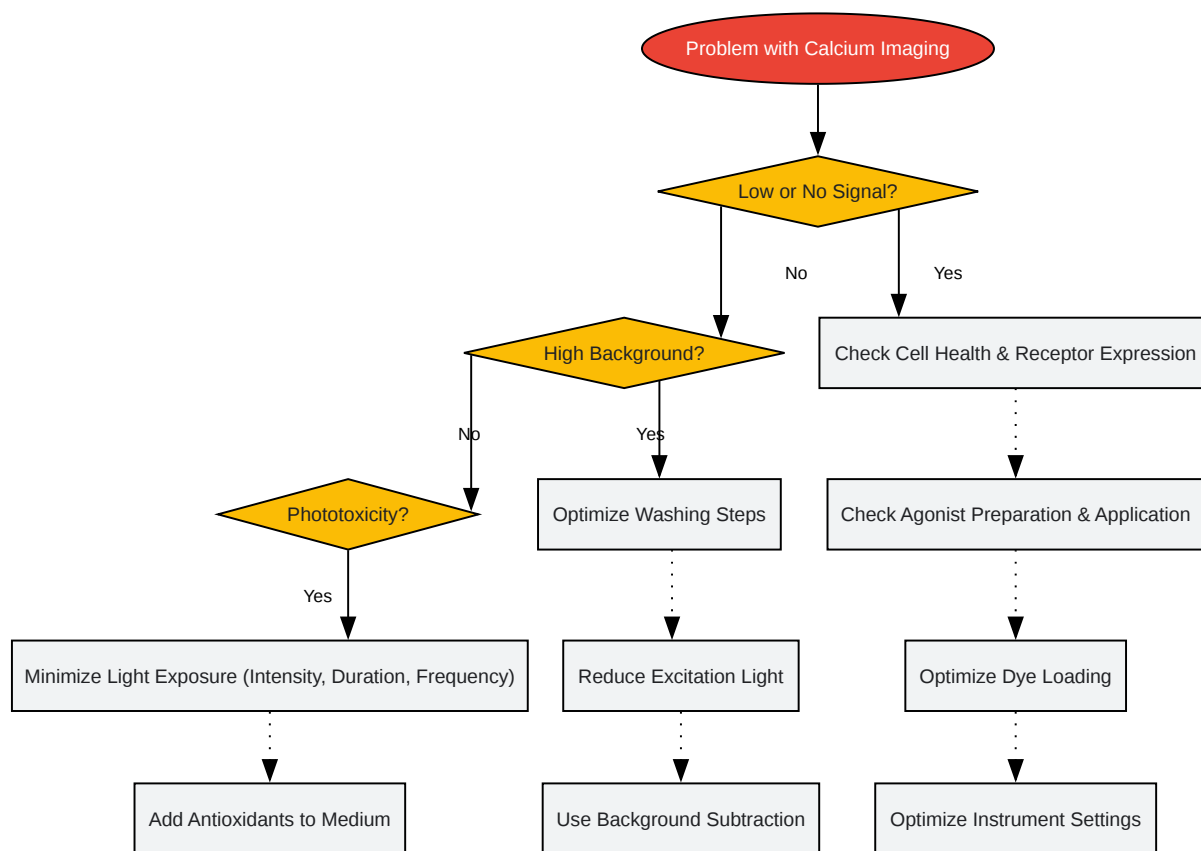 Problem with Calcium Imaging
Low or No Signal?
No
Yes
High Background?
Check Cell Health & Receptor Expression
No
Yes
Phototoxicity?
Optimize Washing Steps
Check Agonist Preparation & Application
Yes
Minimize Light Exposure (Intensity, Duration, Frequency)
Reduce Excitation Light
Optimize Dye Loading
Add Antioxidants to Medium
Use Background Subtraction
Optimize Instrument Settings